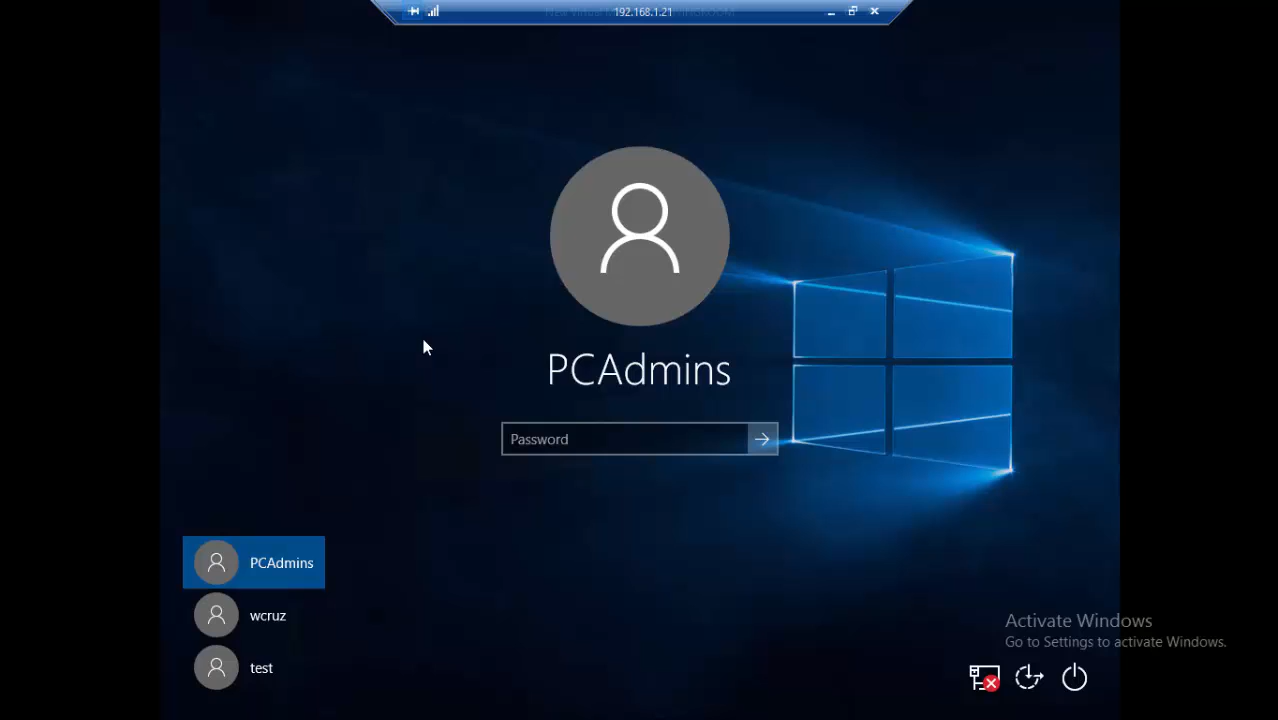 192.168.1.21
PCAdmins
Password
PCAdmins
wcruz
test
Activate Windows
Go to Settings to activate Windows.